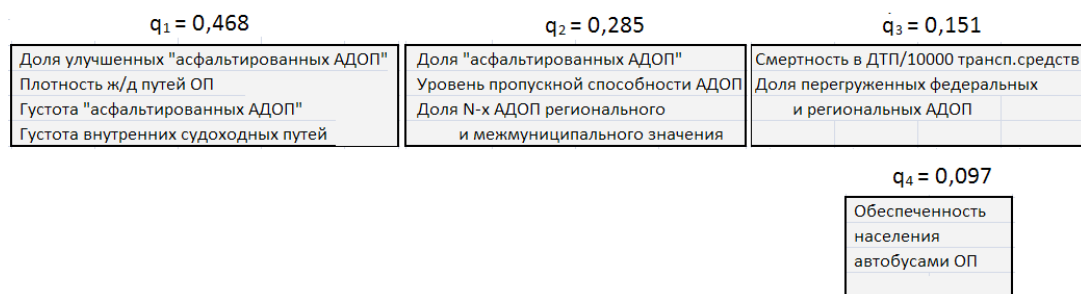 q₁ = 0,468
Доля улучшенных "асфальтированных АДОП"
Плотность ж/д путей ОП
Густота "асфальтированных АДОП"
Густота внутренних судоходных путей
q₂ = 0,285
Доля "асфальтированных АДОП"
Уровень пропускной способности АДОП
Доля N-х АДОП регионального
и межмуниципального значения
q₃ = 0,151
Смертность в ДТП/10000 трансп.средств
Доля перегруженных федеральных
и региональных АДОП
q₄ = 0,097
Обеспеченность
населения
автобусами ОП